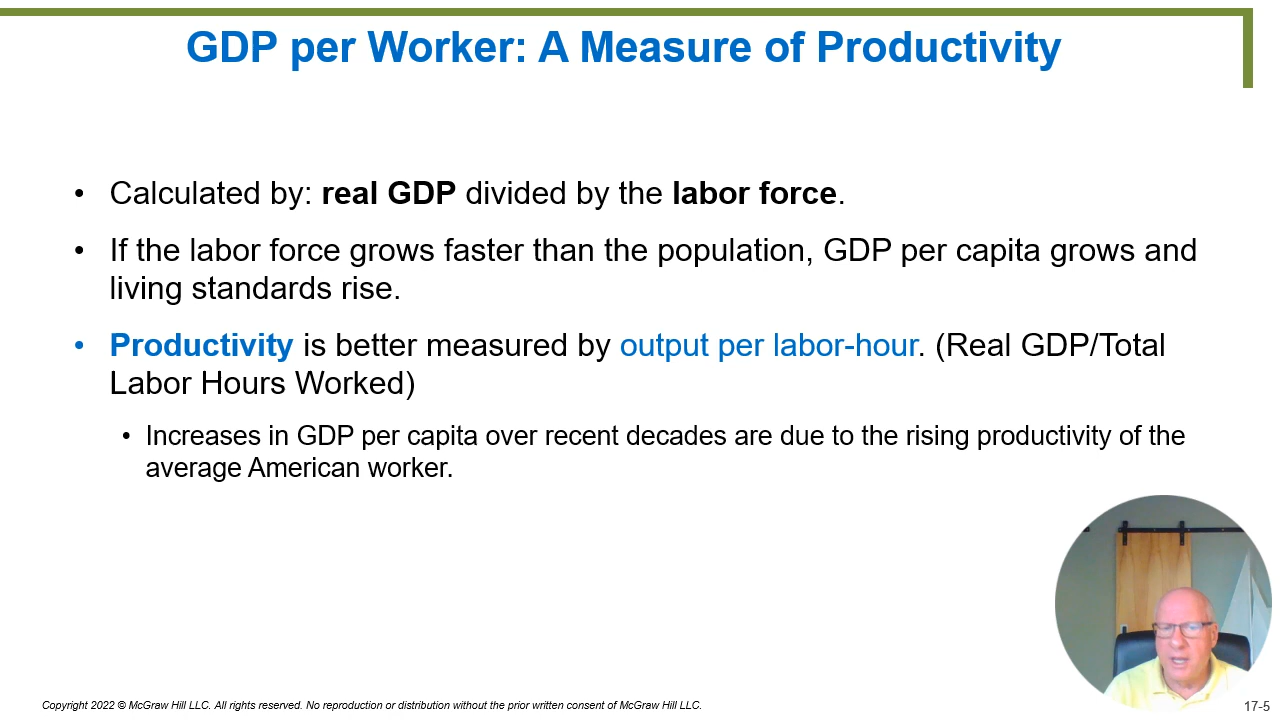 GDP per Worker: A Measure of Productivity
• Calculated by: real GDP divided by the labor force.
• If the labor force grows faster than the population, GDP per capita grows and
living standards rise.
• Productivity is better measured by output per labor-hour. (Real GDP/Total
Labor Hours Worked)
• Increases in GDP per capita over recent decades are due to the rising productivity of the
average American worker.
Copyright 2022 © McGraw Hill LLC. All rights reserved. No reproduction or distribution without the prior written consent of McGraw Hill LLC.
17-5